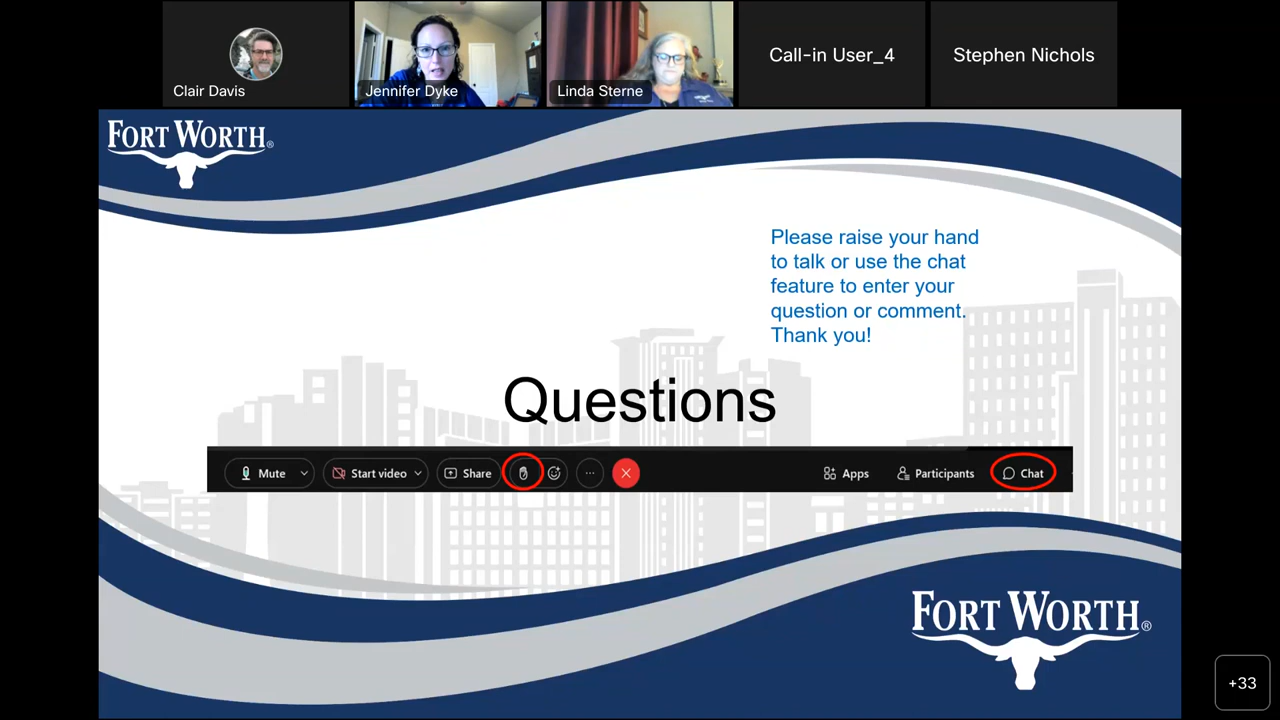 Clair Davis
Jennifer Dyke
Linda Sterne
Call-in User_4
Stephen Nichols
FORT WORTH®
Please raise your hand
to talk or use the chat
feature to enter your
question or comment.
Thank you!
Questions
Mute
Start video
Share
Apps
Participants
Chat
FORT WORTH®
+33